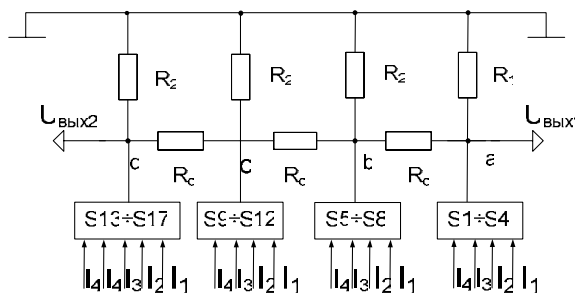 R2 R2 R2 R1
Uвых2 Uвых
d c b a
Rc Rc Rc
S13÷S17 S9÷S12 S5÷S8 S1÷S4
I4 I4 I3 I2 I1 I4 I3 I2 I1 I4 I3 I2 I1 I4 I3 I2 I1